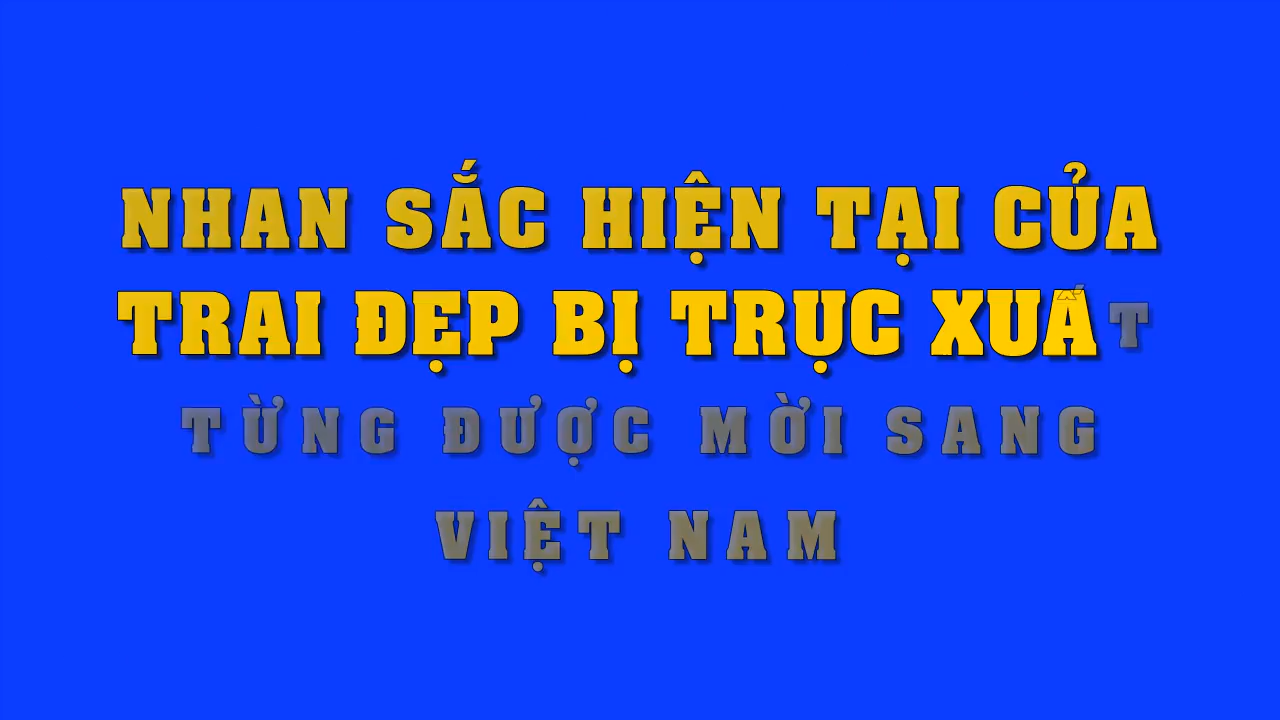 NHAN SẮC HIỆN TẠI CỦA
TRAI ĐẸP BỊ TRỤC XUẤT
TỪNG ĐƯỢC MỜI SANG
VIỆT NAM